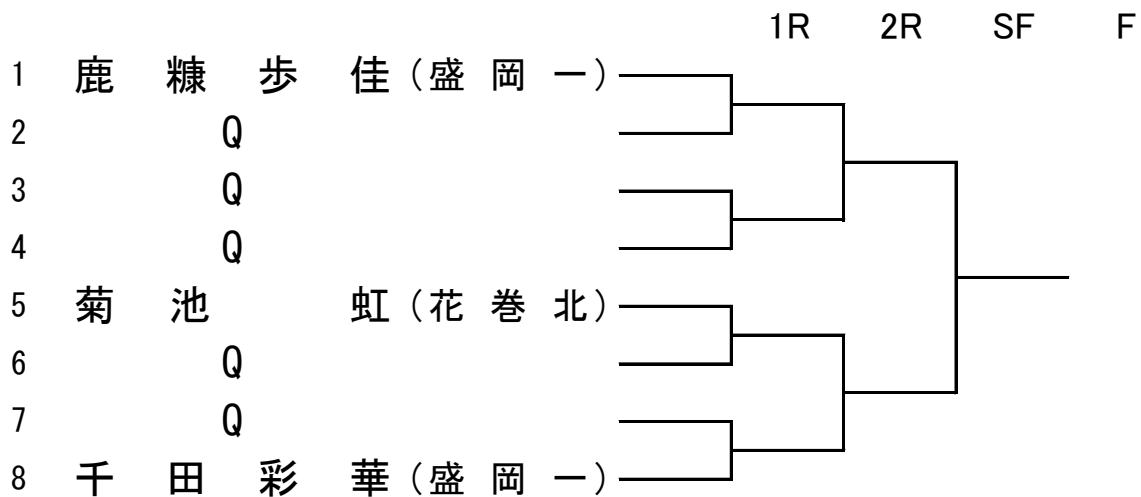 1R 2R SF F
1 鹿糠歩佳(盛岡一)
2 Q
3 Q
4 Q
5 菊池 虹(花巻北)
6 Q
7 Q
8 千田彩華(盛岡一)